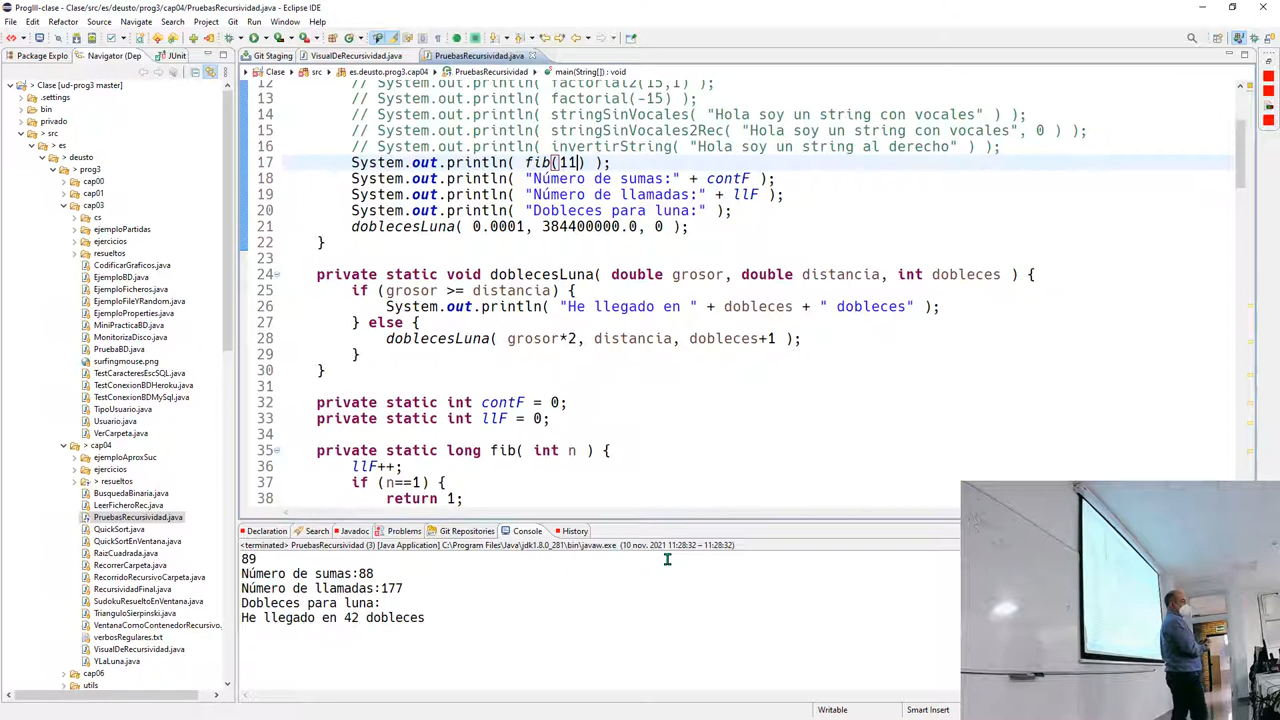 ProgIII-clase - Clase/src/es/deusto/prog3/cap04/PruebasRecursividad.java - Eclipse IDE
File Edit Refactor Source Navigate Search Project Git Run Window Help
Package Explo Navigator (Dep JUnit
Git Staging VisualDeRecursividad.java PruebasRecursividad.java
Clase src es.deusto.prog3.cap04 PruebasRecursividad main(String[]) : void
Clase [ud-prog3 master]
.settings
bin
privado
> src
> es
> deusto
> prog3
cap00
cap01
cap03
cs
ejemploPartidas
ejercicios
resueltos
CodificarGraficos.java
EjemploBD.java
EjemploFicheros.java
EjemploFileYRandom.java
EjemploProperties.java
MiniPracticaBD.java
MonitorizaDisco.java
PruebaBD.java
surfingmouse.png
TestCaracteresEscSQL.java
TestConexionBDHeroku.java
TestConexionBDMySql.java
TipoUsuario.java
Usuario.java
VerCarpeta.java
> cap04
ejemploAproxSuc
ejercicios
> resueltos
BusquedaBinaria.java
LeerFicheroRec.java
PruebasRecursividad.java
QuickSort.java
QuickSortEnVentana.java
RaizCuadrada.java
RecorrerCarpeta.java
RecorridoRecursivoCarpeta.java
RecursividadFinal.java
SudokuResueltoEnVentana.java
TrianguloSierpinski.java
VentanaComoContenedorRecursivo.java
verbosRegulares.txt
VisualDeRecursividad.java
YLaLuna.java
cap06
utils
12 // System.out.println( factorial2(15,1) );
13 // System.out.println( factorial(-15) );
14 // System.out.println( stringSinVocales( "Hola soy un string con vocales" ) );
15 // System.out.println( stringSinVocales2Rec( "Hola soy un string con vocales", 0 ) );
16 // System.out.println( invertirString( "Hola soy un string al derecho" ) );
17 System.out.println( fib(11) );
18 System.out.println( "Número de sumas:" + contF );
19 System.out.println( "Número de llamadas:" + llF );
20 System.out.println( "Dobleces para luna:" );
21 doblecesLuna( 0.0001, 384400000.0, 0 );
22 }
23
24 private static void doblecesLuna( double grosor, double distancia, int dobleces ) {
25 if (grosor >= distancia) {
26 System.out.println( "He llegado en " + dobleces + " dobleces" );
27 } else {
28 doblecesLuna( grosor*2, distancia, dobleces+1 );
29 }
30 }
31
32 private static int contF = 0;
33 private static int llF = 0;
34
35 private static long fib( int n ) {
36 llF++;
37 if (n==1) {
38 return 1;
Declaration Search Javadoc Problems Git Repositories Console History
<terminated> PruebasRecursividad (3) [Java Application] C:\Program Files\Java\jdk1.8.0_281\bin\javaw.exe (10 nov. 2021 11:28:32 – 11:28:32)
89
Número de sumas:88
Número de llamadas:177
Dobleces para luna:
He llegado en 42 dobleces
Writable Smart Insert